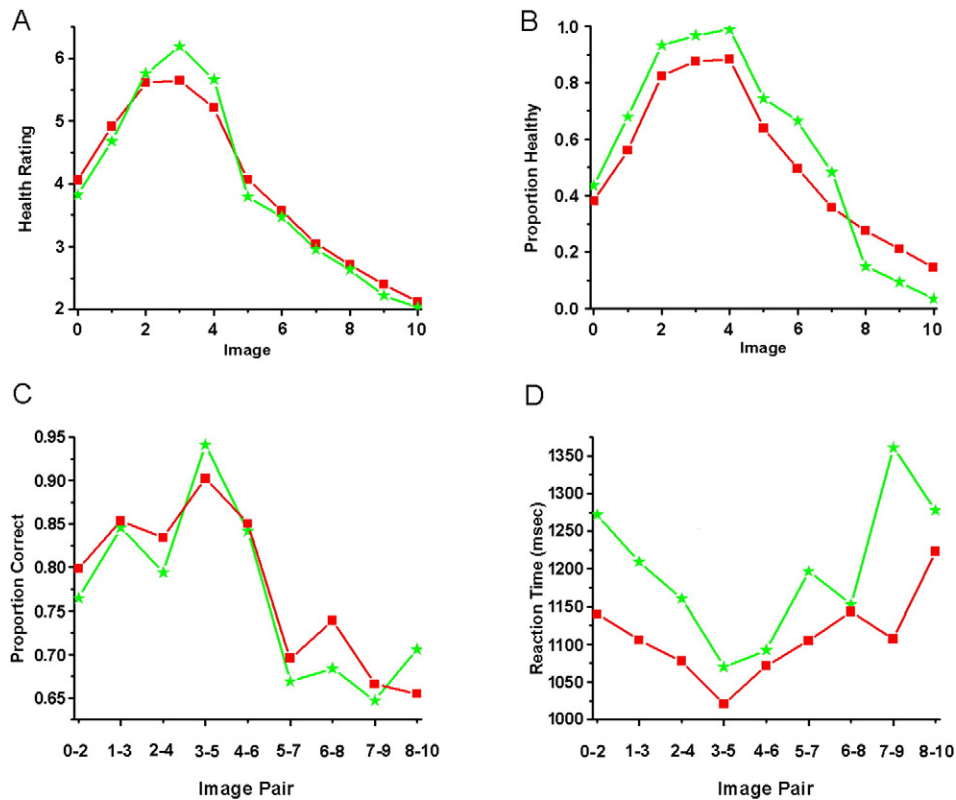 A
Health Rating
6
5
4
3
2
0 2 4 6 8 10
Image
B
Proportion Healthy
1.0
0.8
0.6
0.4
0.2
0.0
0 2 4 6 8 10
Image
C
Proportion Correct
0.95
0.90
0.85
0.80
0.75
0.70
0.65
0-2 1-3 2-4 3-5 4-6 5-7 6-8 7-9 8-10
Image Pair
D
Reaction Time (msec)
1350
1300
1250
1200
1150
1100
1050
1000
0-2 1-3 2-4 3-5 4-6 5-7 6-8 7-9 8-10
Image Pair